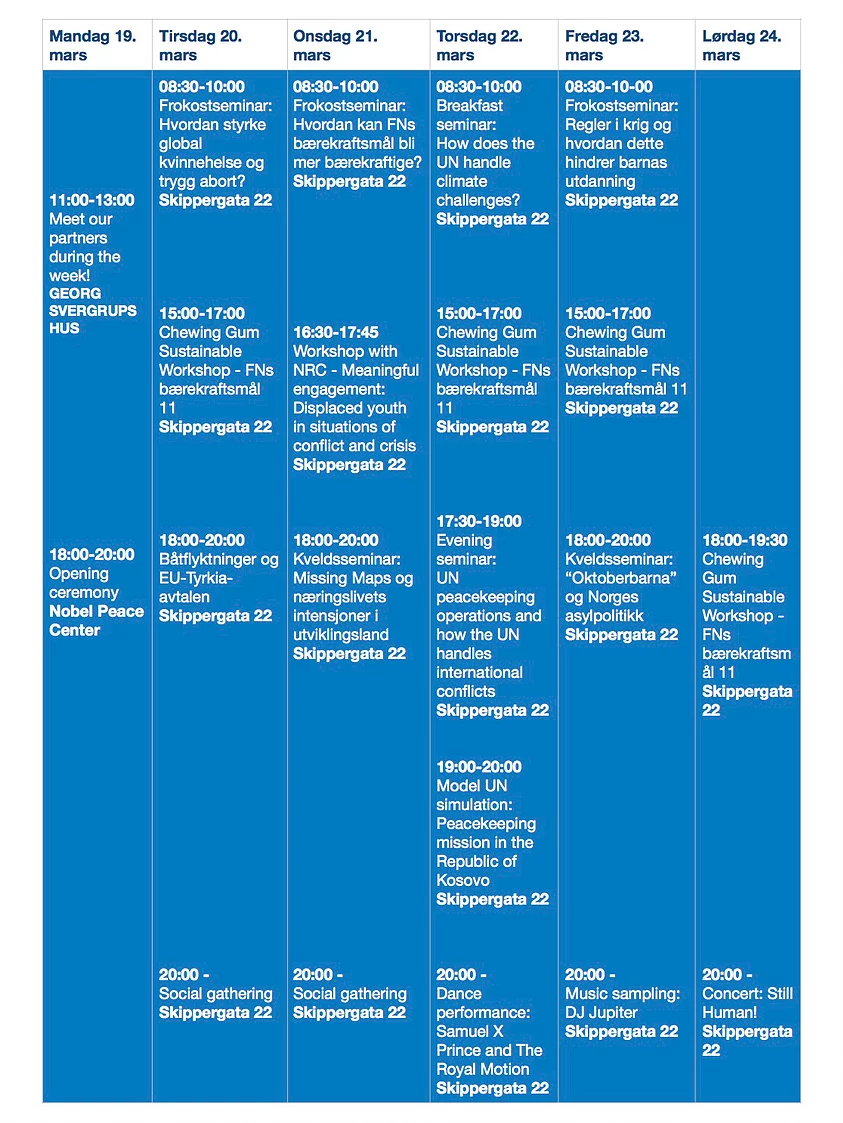 Mandag 19.
mars
Tirsdag 20.
mars
Onsdag 21.
mars
Torsdag 22.
mars
Fredag 23.
mars
Lørdag 24.
mars
11:00-13:00
Meet our
partners
during the
week!
GEORG
SVERGRUPS
HUS
18:00-20:00
Opening
ceremony
Nobel Peace
Center
08:30-10:00
Frokostseminar:
Hvordan styrke
global
kvinnehelse og
trygg abort?
Skippergata 22
15:00-17:00
Chewing Gum
Sustainable
Workshop - FNs
bærekraftsmål
11
Skippergata 22
18:00-20:00
Båtflyktninger og
EU-Tyrkia-
avtalen
Skippergata 22
20:00 -
Social gathering
Skippergata 22
08:30-10:00
Frokostseminar:
Hvordan kan FNs
bærekraftsmål bli
mer bærekraftige?
Skippergata 22
16:30-17:45
Workshop with
NRC - Meaningful
engagement:
Displaced youth
in situations of
conflict and crisis
Skippergata 22
18:00-20:00
Kveldsseminar:
Missing Maps og
næringslivets
intensjoner i
utviklingsland
Skippergata 22
20:00 -
Social gathering
Skippergata 22
08:30-10:00
Breakfast
seminar:
How does the
UN handle
climate
challenges?
Skippergata 22
15:00-17:00
Chewing Gum
Sustainable
Workshop - FNs
bærekraftsmål
11
Skippergata 22
17:30-19:00
Evening
seminar:
UN
peacekeeping
operations and
how the UN
handles
international
conflicts
Skippergata 22
19:00-20:00
Model UN
simulation:
Peacekeeping
mission in the
Republic of
Kosovo
Skippergata 22
20:00 -
Dance
performance:
Samuel X
Prince and The
Royal Motion
Skippergata 22
08:30-10-00
Frokostseminar:
Regler i krig og
hvordan dette
hindrer barnas
utdanning
Skippergata 22
15:00-17:00
Chewing Gum
Sustainable
Workshop - FNs
bærekraftsmål 11
Skippergata 22
18:00-20:00
Kveldsseminar:
“Oktoberbarna”
og Norges
asylpolitikk
Skippergata 22
20:00 -
Music sampling:
DJ Jupiter
Skippergata 22
18:00-19:30
Chewing
Gum
Sustainable
Workshop -
FNs
bærekraftsm
ål 11
Skippergata
22
20:00 -
Concert: Still
Human!
Skippergata
22